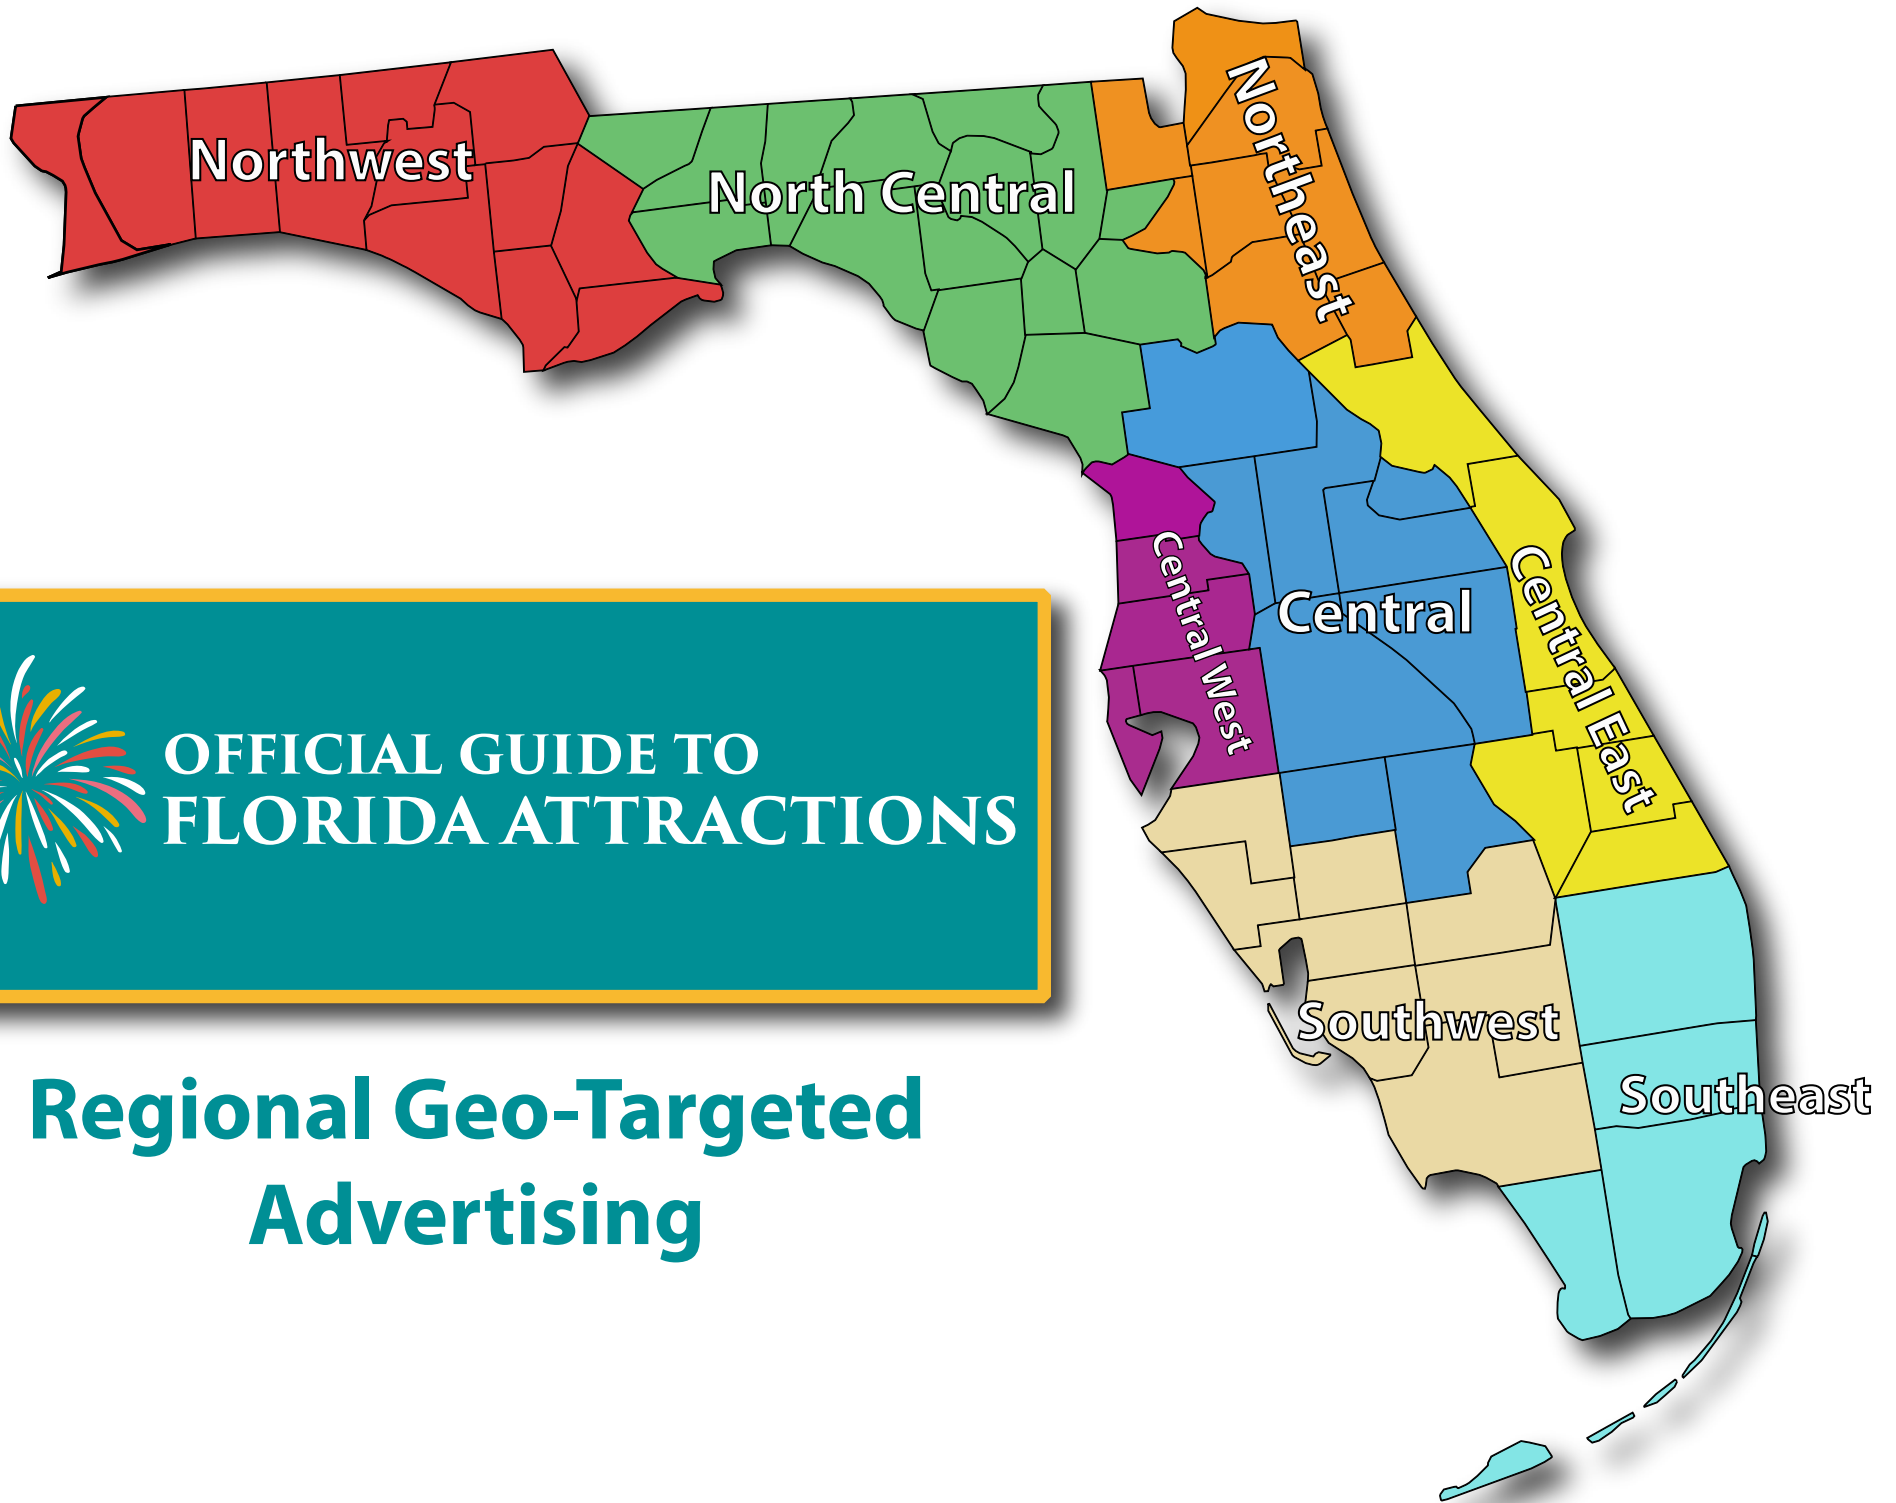 Northwest
North Central
Northeast
Central West
Central
Central East
OFFICIAL GUIDE TO
FLORIDA ATTRACTIONS
Southwest
Southeast
Regional Geo-Targeted
Advertising